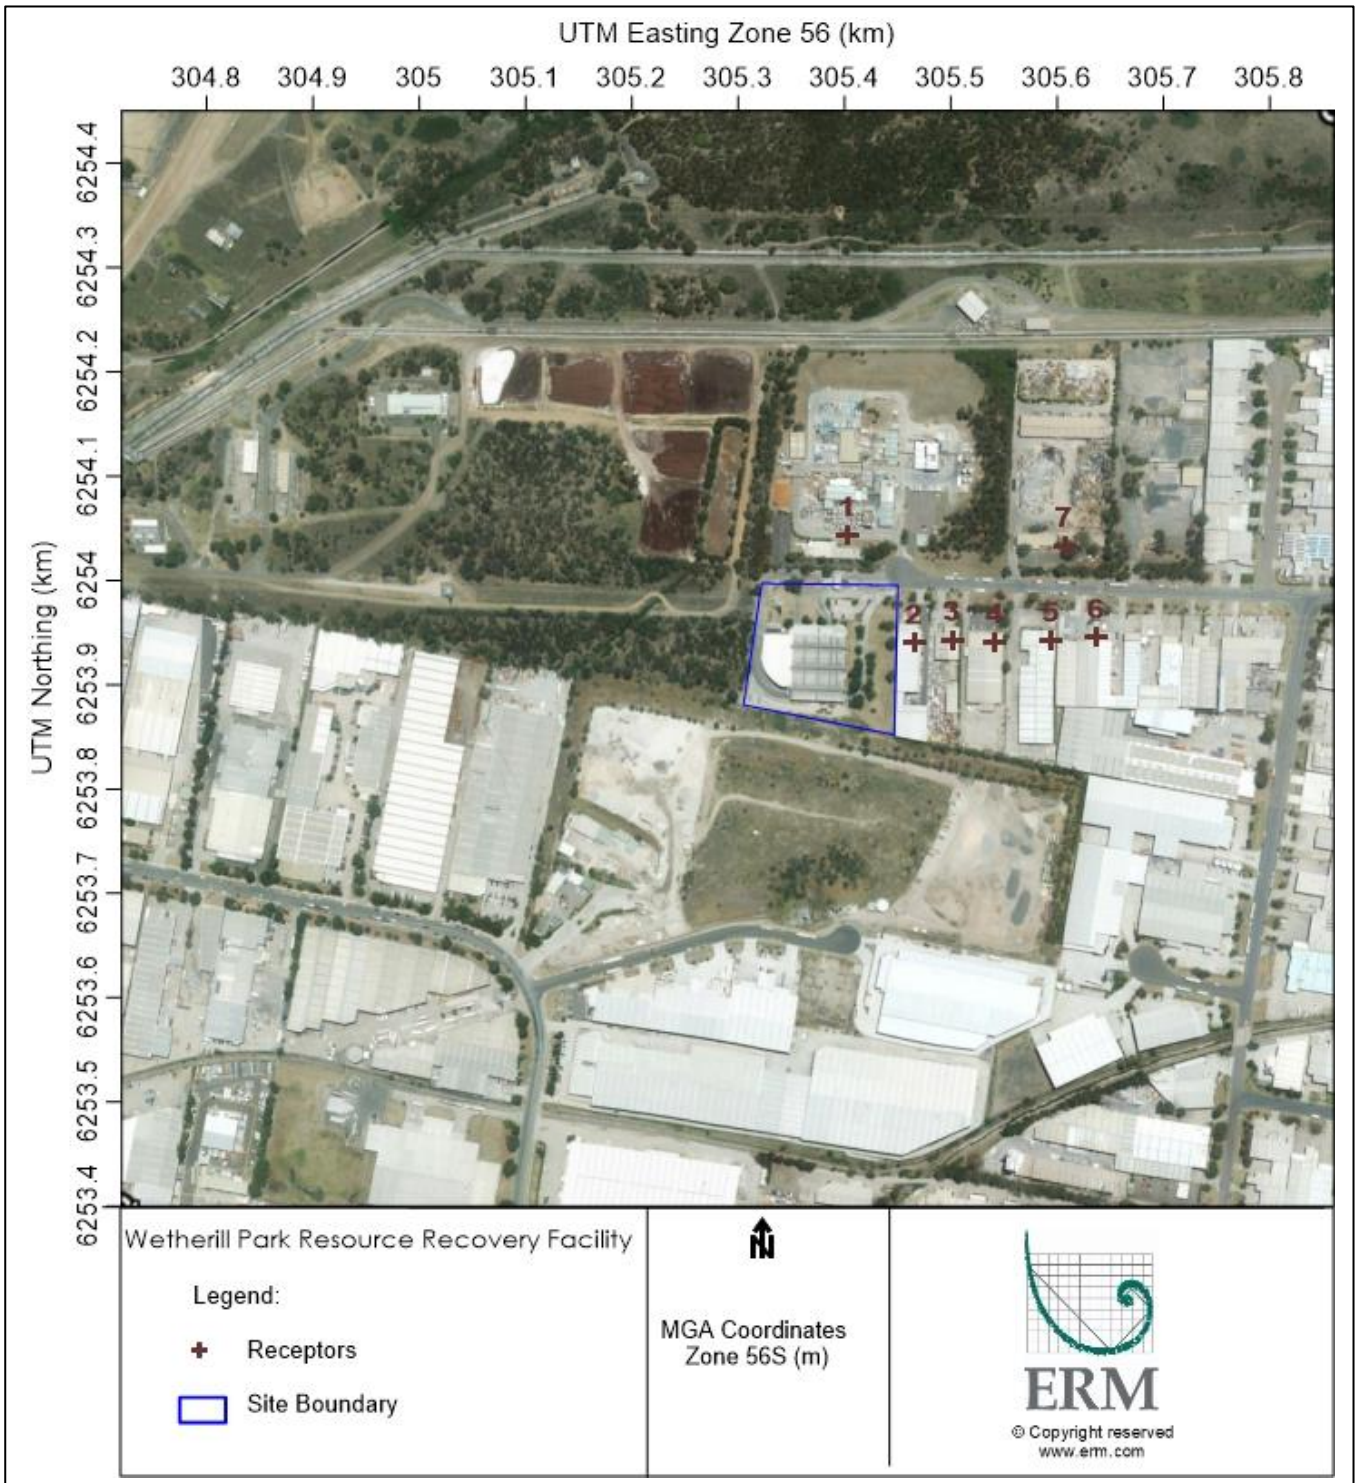 UTM Easting Zone 56 (km)
304.8 304.9 305 305.1 305.2 305.3 305.4 305.5 305.6 305.7 305.8
UTM Northing (km)
6254.4
6254.3
6254.2
6254.1
6254
6253.9
6253.8
6253.7
6253.6
6253.5
6253.4
1
7
2 3 4 5 6
Wetherill Park Resource Recovery Facility
Legend:
Receptors
Site Boundary
N
MGA Coordinates
Zone 56S (m)
ERM
© Copyright reserved
www.erm.com